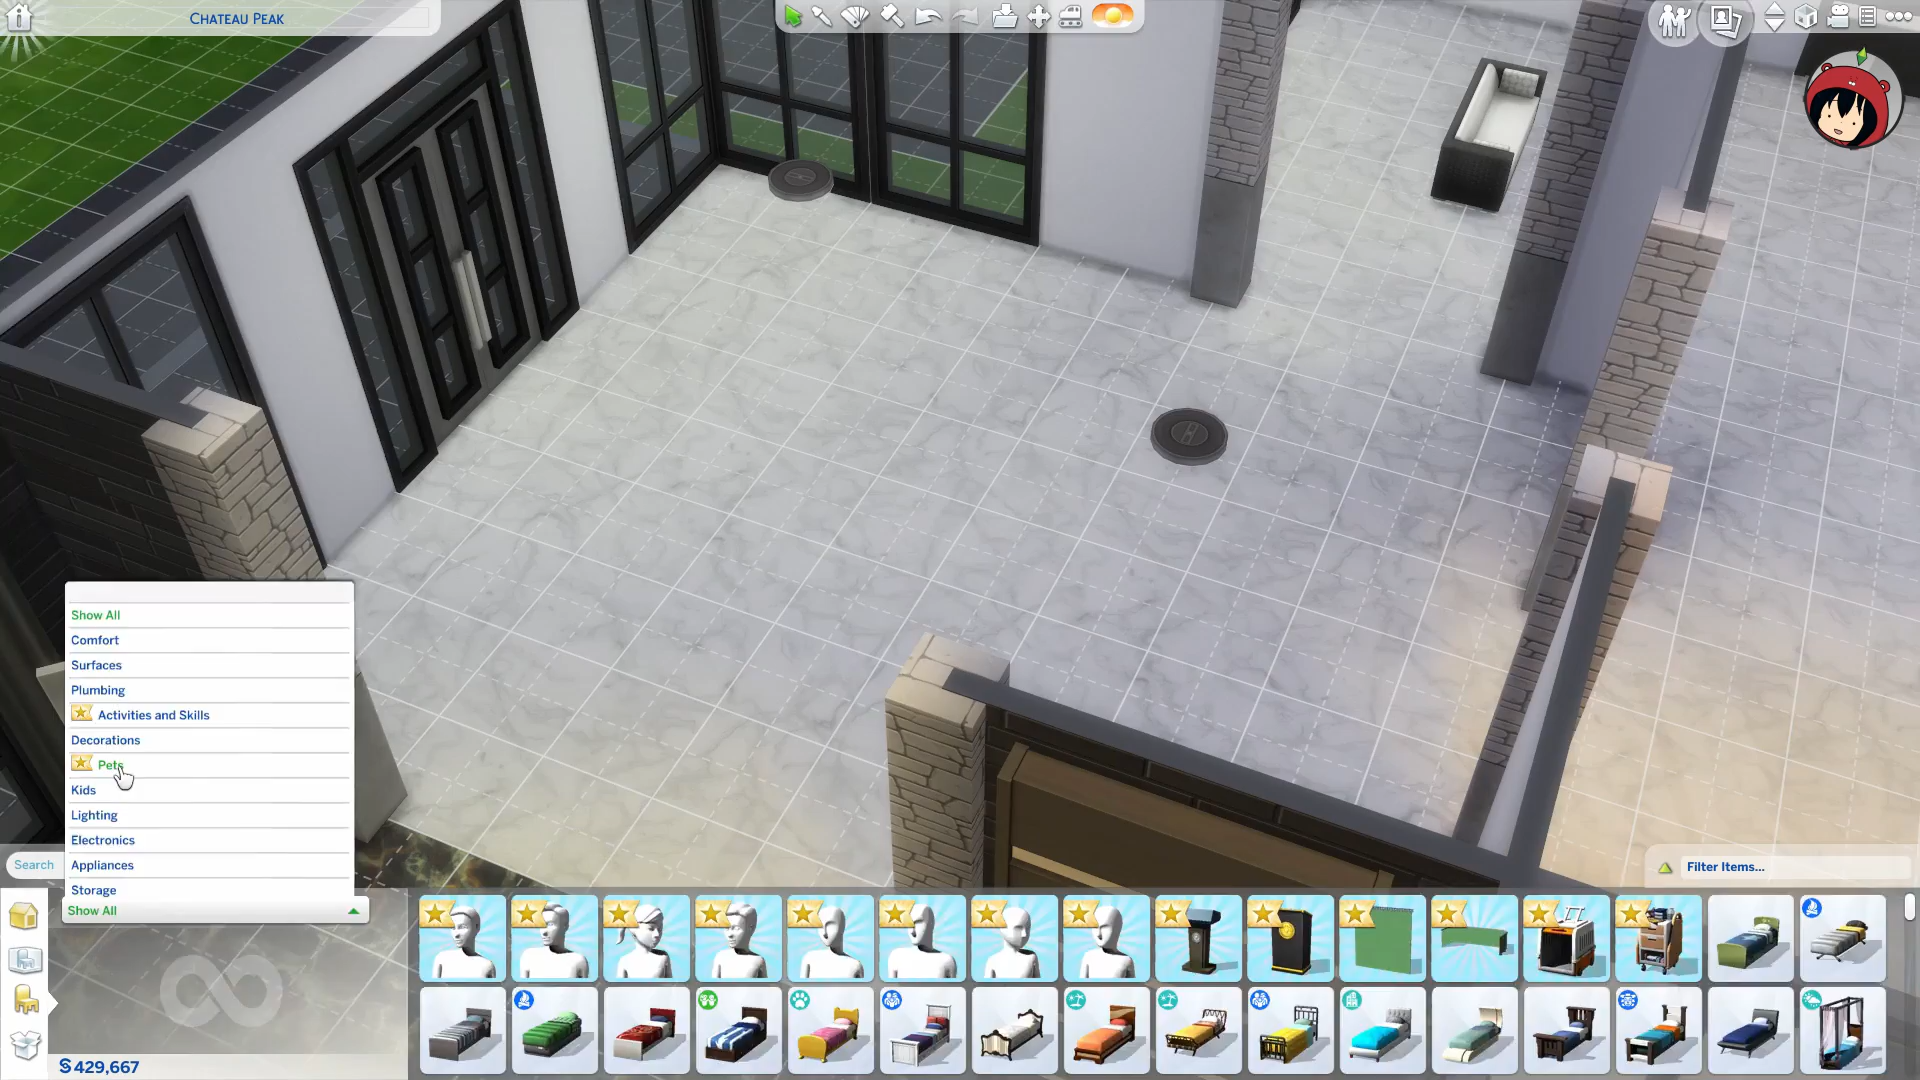 CHATEAU PEAK
Show All
Comfort
Surfaces
Plumbing
Activities and Skills
Decorations
Pets
Kids
Lighting
Electronics
Appliances
Storage
Search
Show All
Filter Items...
§429,667